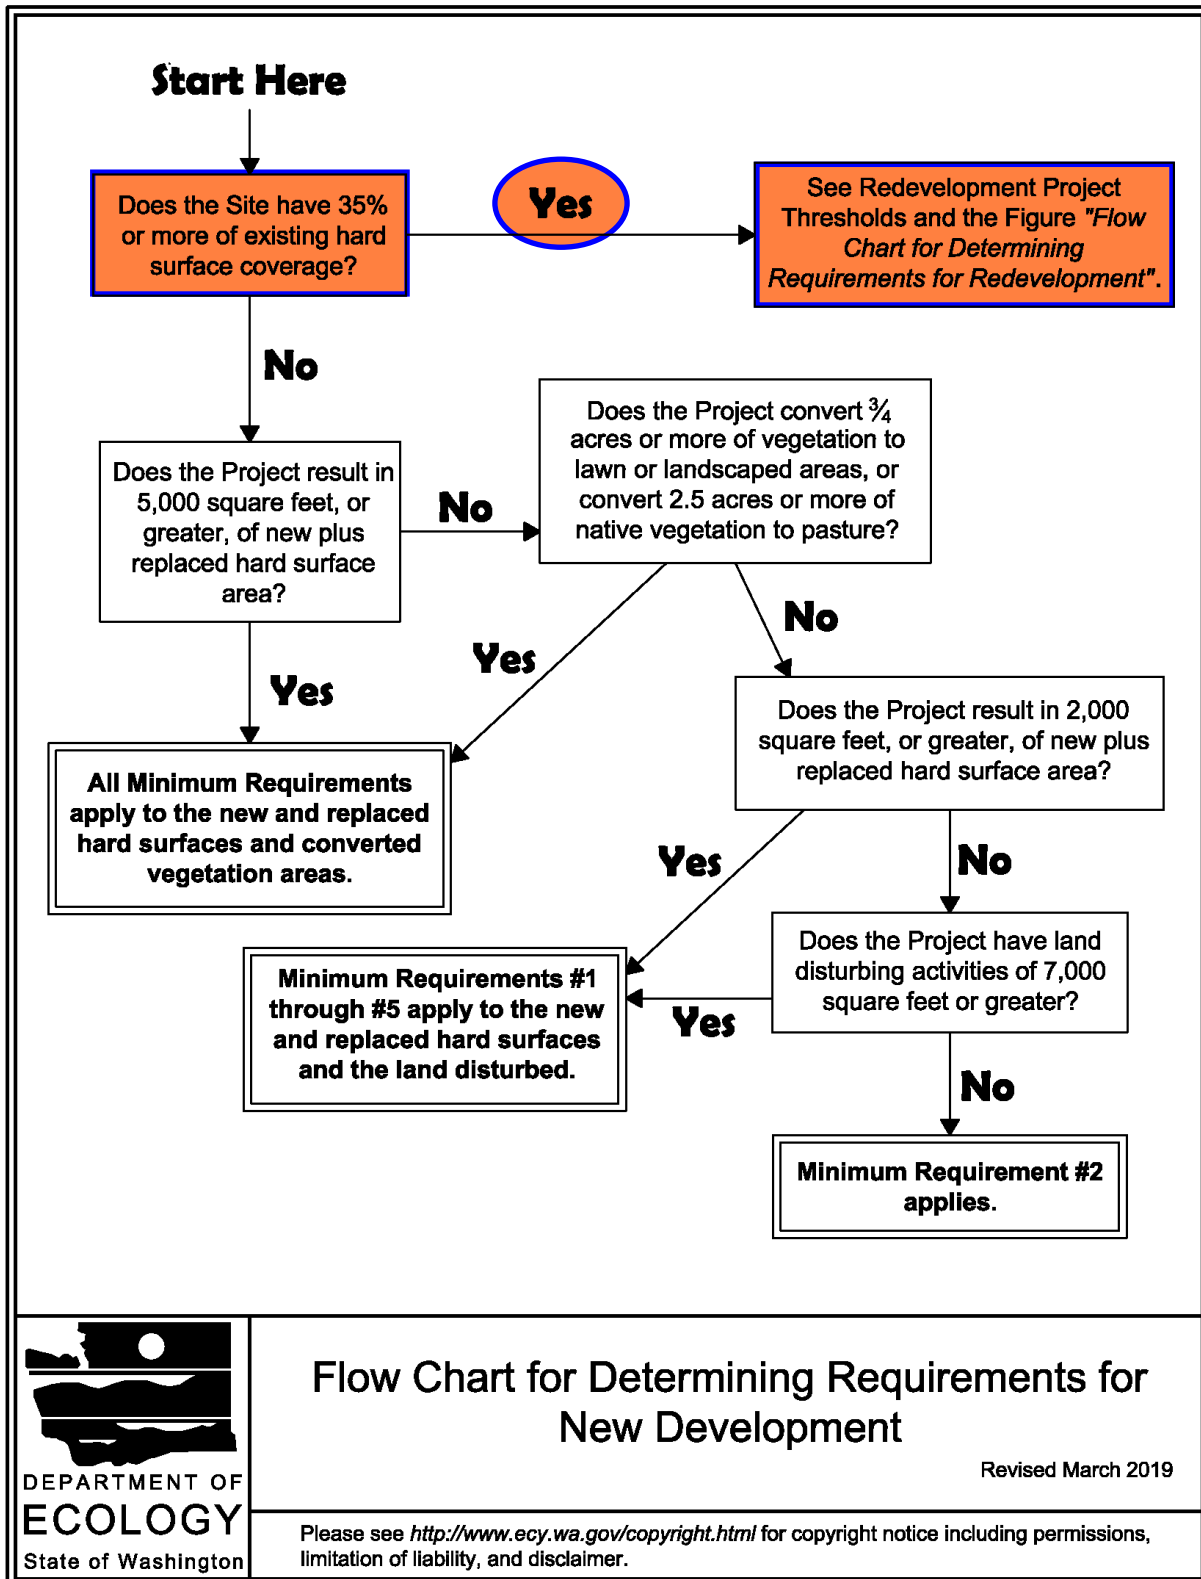 Start Here
Does the Site have 35%
or more of existing hard
surface coverage?
Yes
See Redevelopment Project
Thresholds and the Figure "Flow
Chart for Determining
Requirements for Redevelopment".
No
Does the Project convert ¾
acres or more of vegetation to
lawn or landscaped areas, or
convert 2.5 acres or more of
native vegetation to pasture?
Does the Project result in
5,000 square feet, or
greater, of new plus
replaced hard surface
area?
No
No
Yes
Yes
Does the Project result in 2,000
square feet, or greater, of new plus
replaced hard surface area?
All Minimum Requirements
apply to the new and replaced
hard surfaces and converted
vegetation areas.
Yes
No
Does the Project have land
disturbing activities of 7,000
square feet or greater?
Minimum Requirements #1
through #5 apply to the new
and replaced hard surfaces
and the land disturbed.
Yes
No
Minimum Requirement #2
applies.
Flow Chart for Determining Requirements for
New Development
Revised March 2019
DEPARTMENT OF
ECOLOGY
State of Washington
Please see http://www.ecy.wa.gov/copyright.html for copyright notice including permissions,
limitation of liability, and disclaimer.